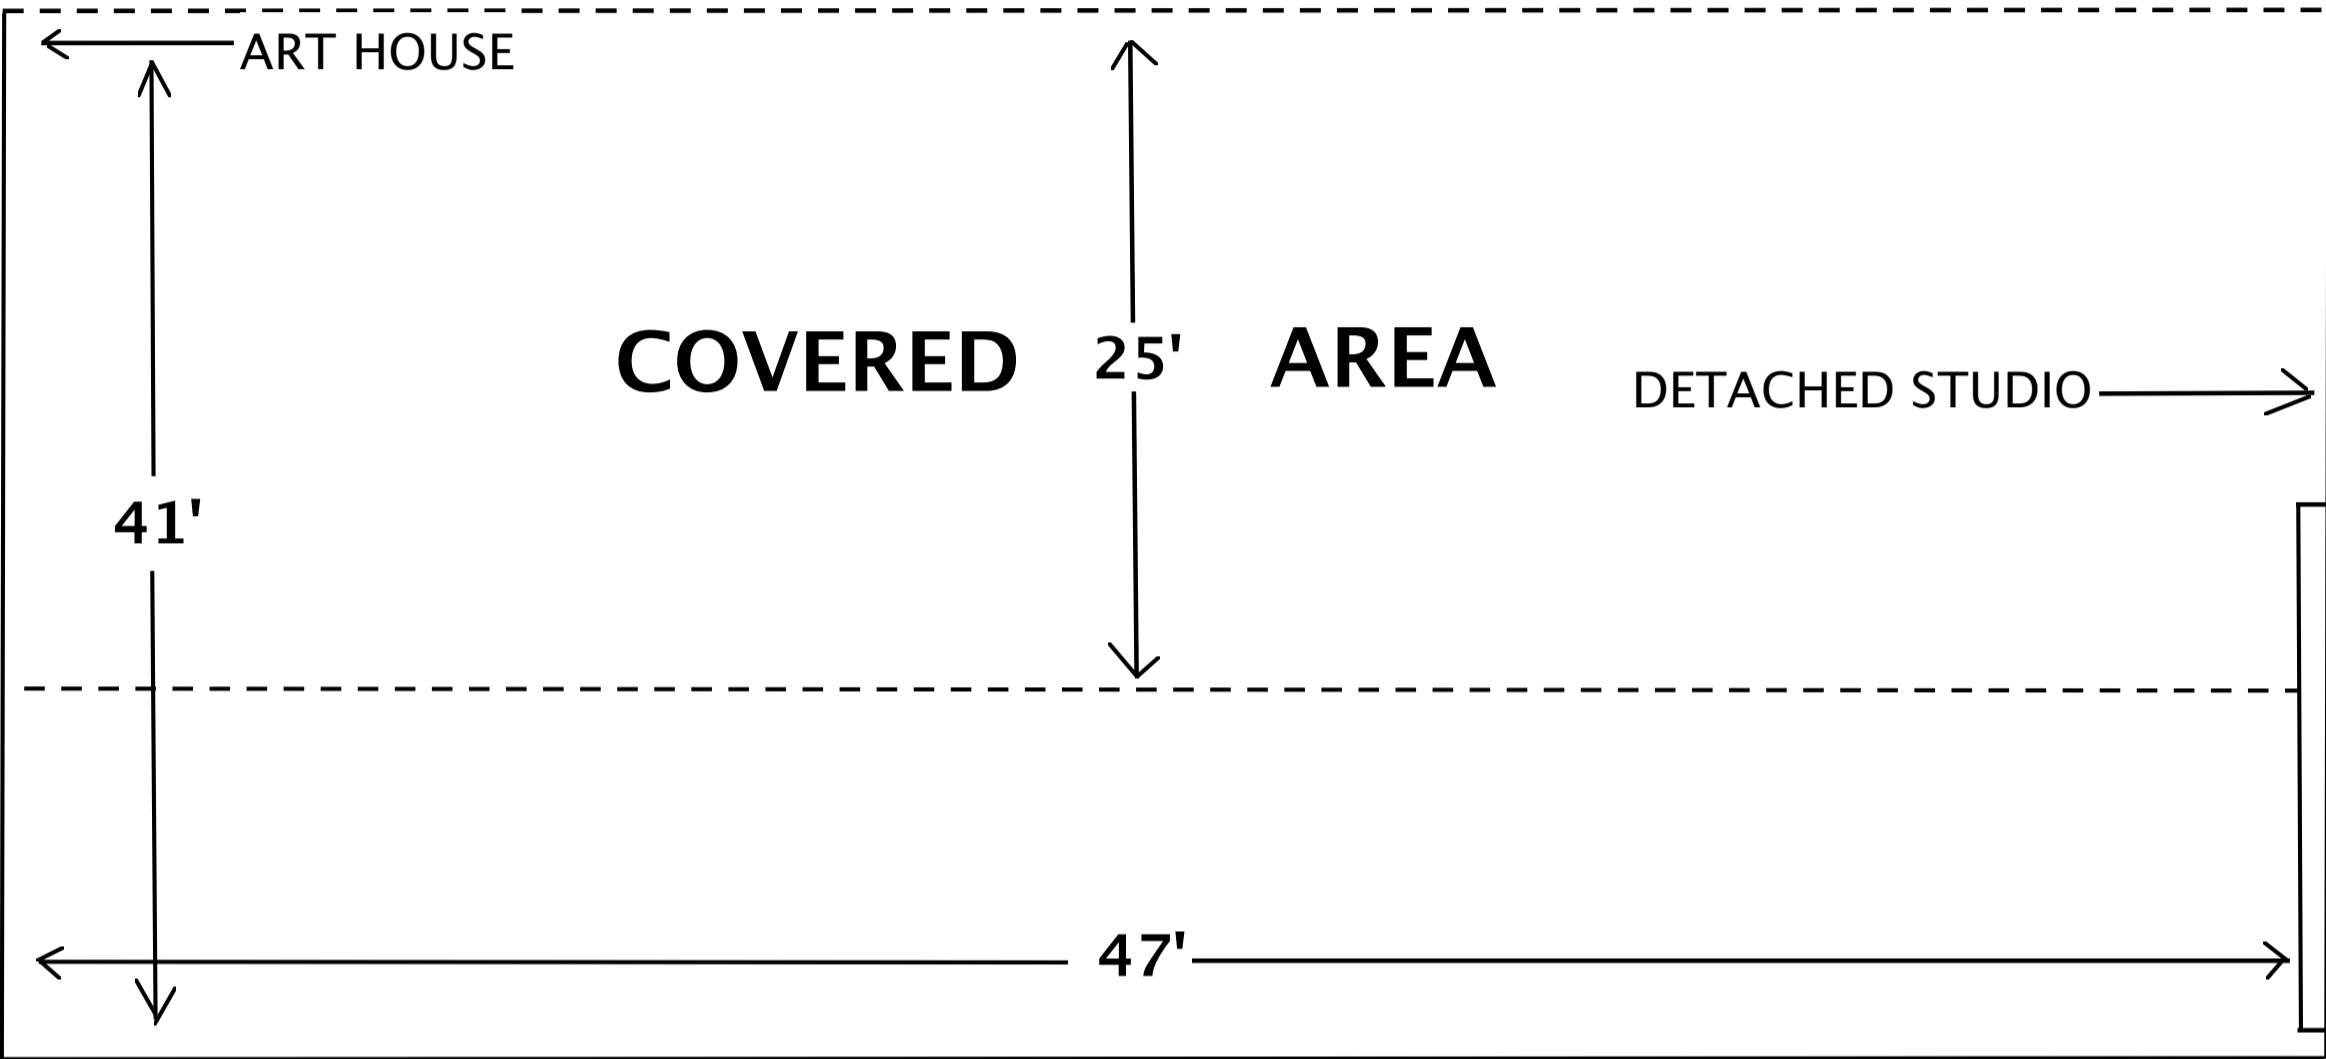 ART HOUSE
COVERED 25' AREA
DETACHED STUDIO
41'
47'